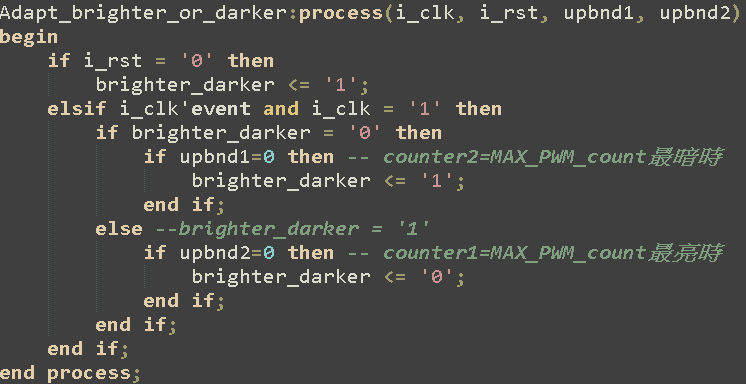 Adapt_brighter_or_darker:process(i_clk, i_rst, upbnd1, upbnd2)
begin
    if i_rst = '0' then
        brighter_darker <= '1';
    elsif i_clk'event and i_clk = '1' then
        if brighter_darker = '0' then
            if upbnd1=0 then -- counter2=MAX_PWM_count最暗時
                brighter_darker <= '1';
            end if;
        else --brighter_darker = '1'
            if upbnd2=0 then -- counter1=MAX_PWM_count最亮時
                brighter_darker <= '0';
            end if;
        end if;
    end if;
end process;